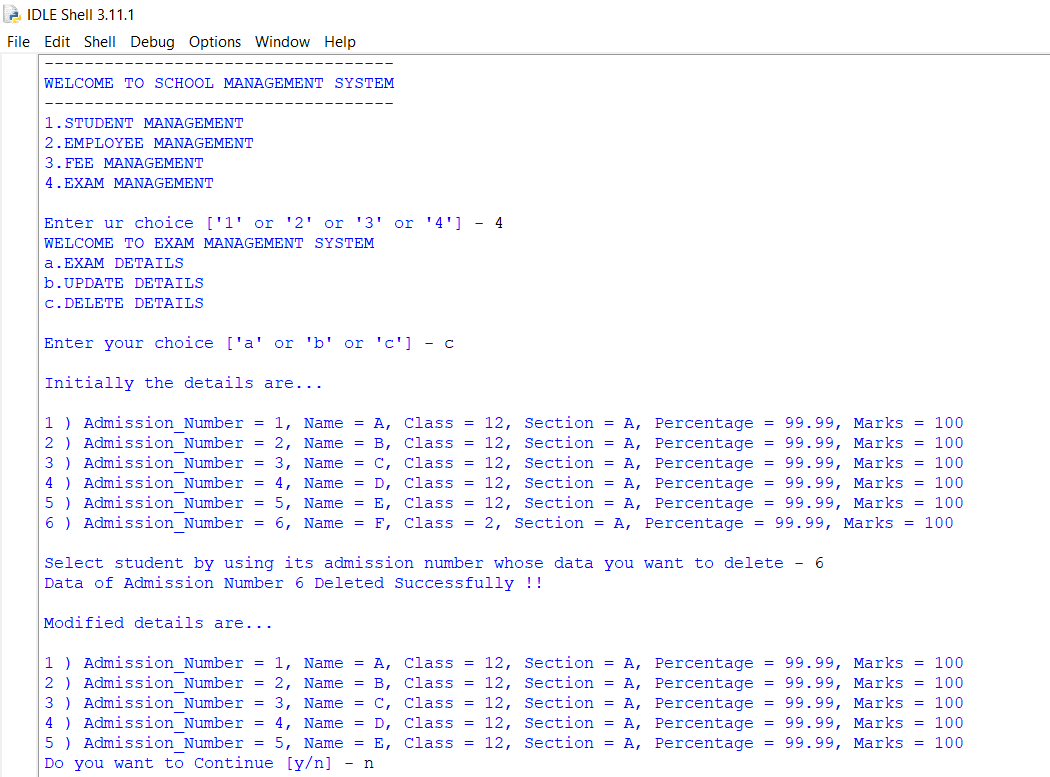 IDLE Shell 3.11.1
File Edit Shell Debug Options Window Help
-----------------------------------
WELCOME TO SCHOOL MANAGEMENT SYSTEM
-----------------------------------
1.STUDENT MANAGEMENT
2.EMPLOYEE MANAGEMENT
3.FEE MANAGEMENT
4.EXAM MANAGEMENT
Enter ur choice ['1' or '2' or '3' or '4'] - 4
WELCOME TO EXAM MANAGEMENT SYSTEM
a.EXAM DETAILS
b.UPDATE DETAILS
c.DELETE DETAILS
Enter your choice ['a' or 'b' or 'c'] - c
Initially the details are...
1 ) Admission_Number = 1, Name = A, Class = 12, Section = A, Percentage = 99.99, Marks = 100
2 ) Admission_Number = 2, Name = B, Class = 12, Section = A, Percentage = 99.99, Marks = 100
3 ) Admission_Number = 3, Name = C, Class = 12, Section = A, Percentage = 99.99, Marks = 100
4 ) Admission_Number = 4, Name = D, Class = 12, Section = A, Percentage = 99.99, Marks = 100
5 ) Admission_Number = 5, Name = E, Class = 12, Section = A, Percentage = 99.99, Marks = 100
6 ) Admission_Number = 6, Name = F, Class = 2, Section = A, Percentage = 99.99, Marks = 100
Select student by using its admission number whose data you want to delete - 6
Data of Admission Number 6 Deleted Successfully !!
Modified details are...
1 ) Admission_Number = 1, Name = A, Class = 12, Section = A, Percentage = 99.99, Marks = 100
2 ) Admission_Number = 2, Name = B, Class = 12, Section = A, Percentage = 99.99, Marks = 100
3 ) Admission_Number = 3, Name = C, Class = 12, Section = A, Percentage = 99.99, Marks = 100
4 ) Admission_Number = 4, Name = D, Class = 12, Section = A, Percentage = 99.99, Marks = 100
5 ) Admission_Number = 5, Name = E, Class = 12, Section = A, Percentage = 99.99, Marks = 100
Do you want to Continue [y/n] - n